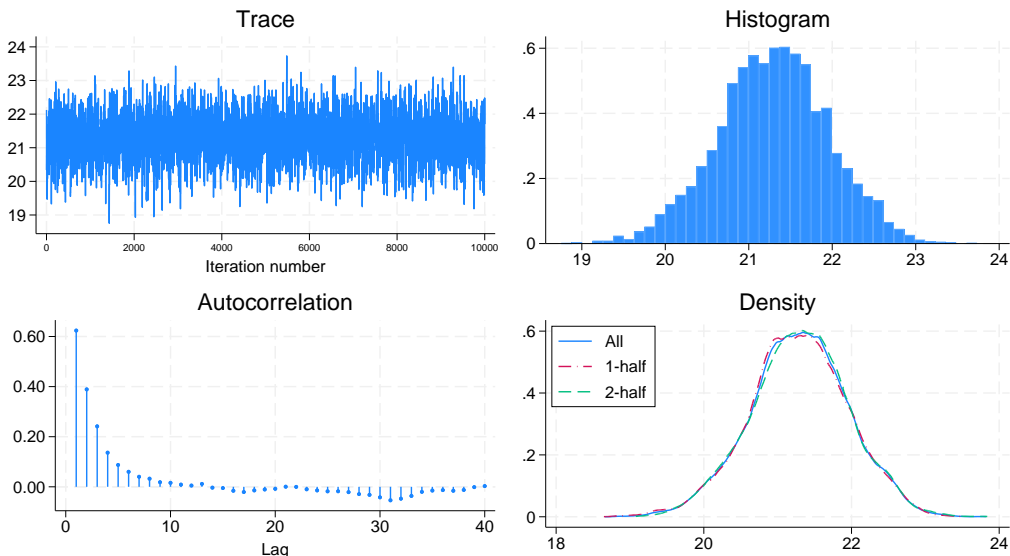 Trace
24
23
22
21
20
19
0 2000 4000 6000 8000 10000
Iteration number
Histogram
.6
.4
.2
0
19 20 21 22 23 24
Autocorrelation
0.60
0.40
0.20
0.00
0 10 20 30 40
Lag
Density
.6
.4
.2
0
All
1-half
2-half
18 20 22 24